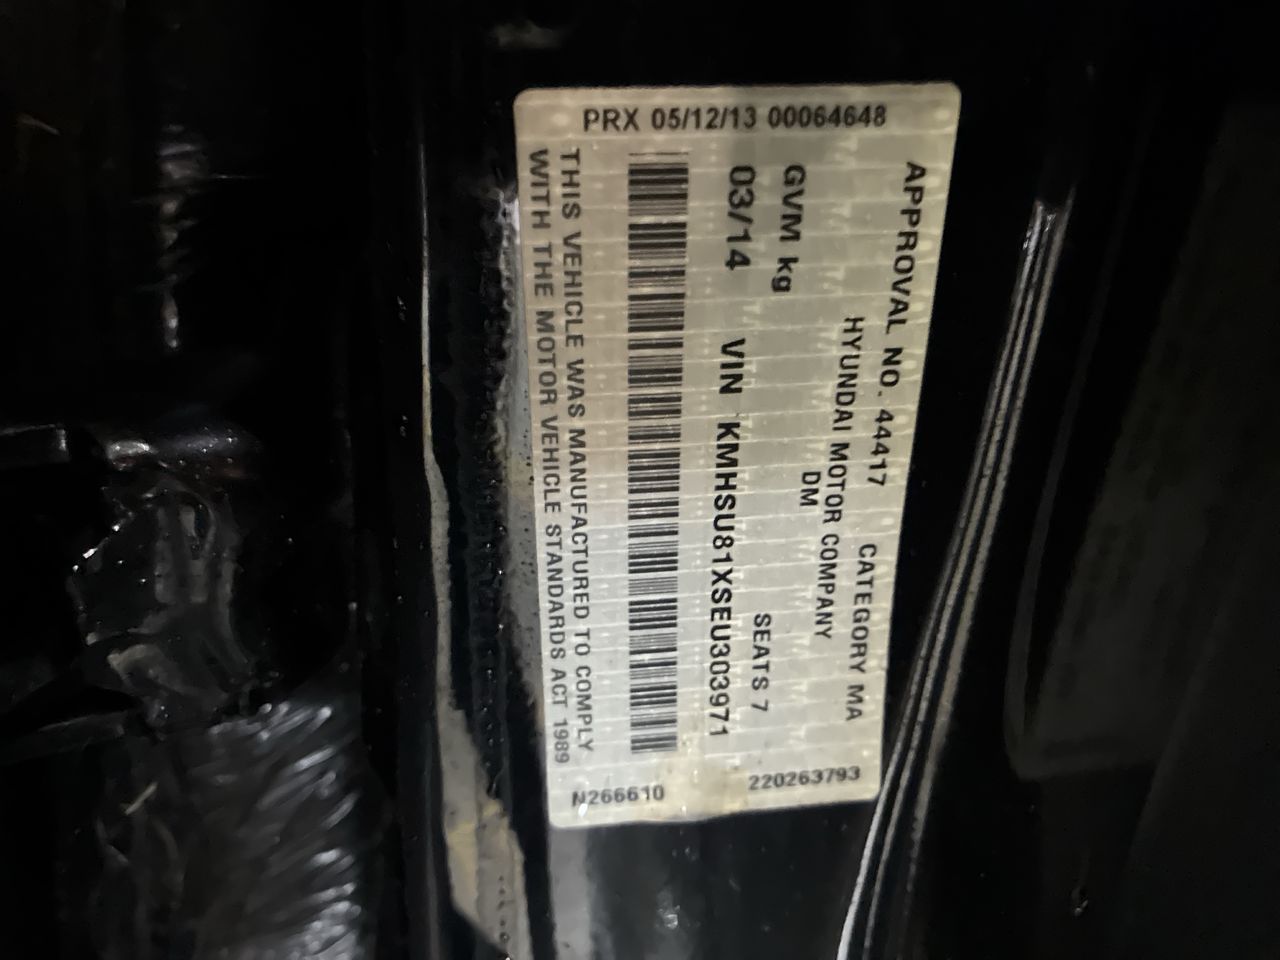 PRX 05/12/13 00064648
APPROVAL NO. 44417 CATEGORY MA
HYUNDAI MOTOR COMPANY
DM
GVM kg SEATS 7
03/14 VIN KMHSU81XSEU303971
THIS VEHICLE WAS MANUFACTURED TO COMPLY
WITH THE MOTOR VEHICLE STANDARDS ACT 1989
N266610 220263793